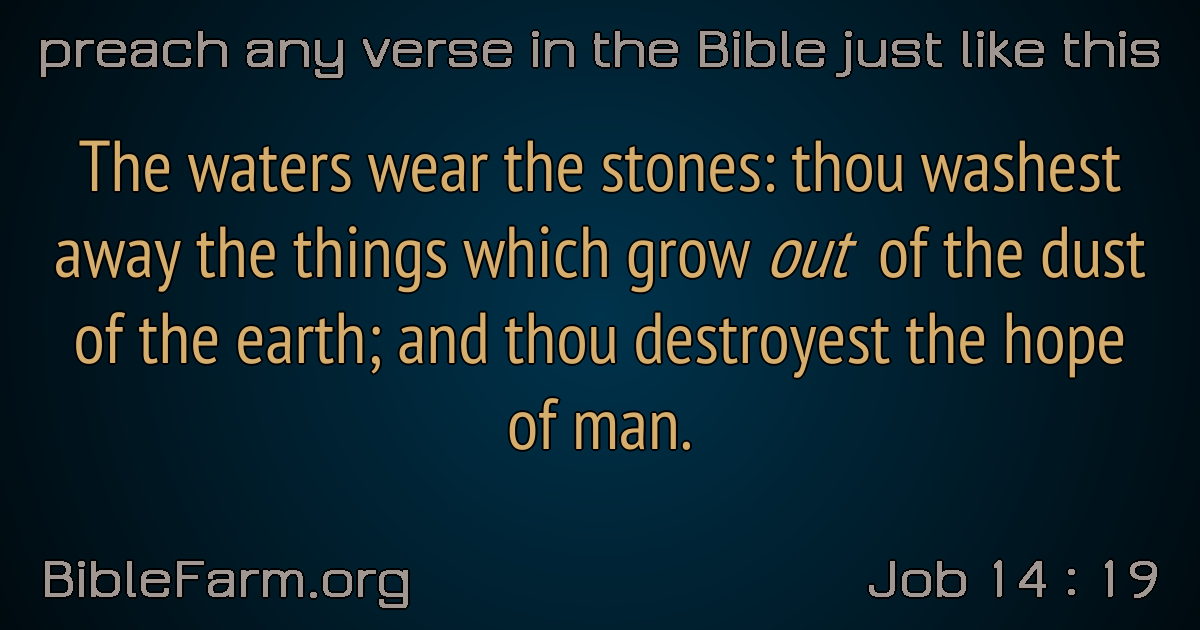 preach any verse in the Bible just like this
The waters wear the stones: thou washest
away the things which grow out of the dust
of the earth; and thou destroyest the hope
of man.
BibleFarm.org
Job 14 : 19